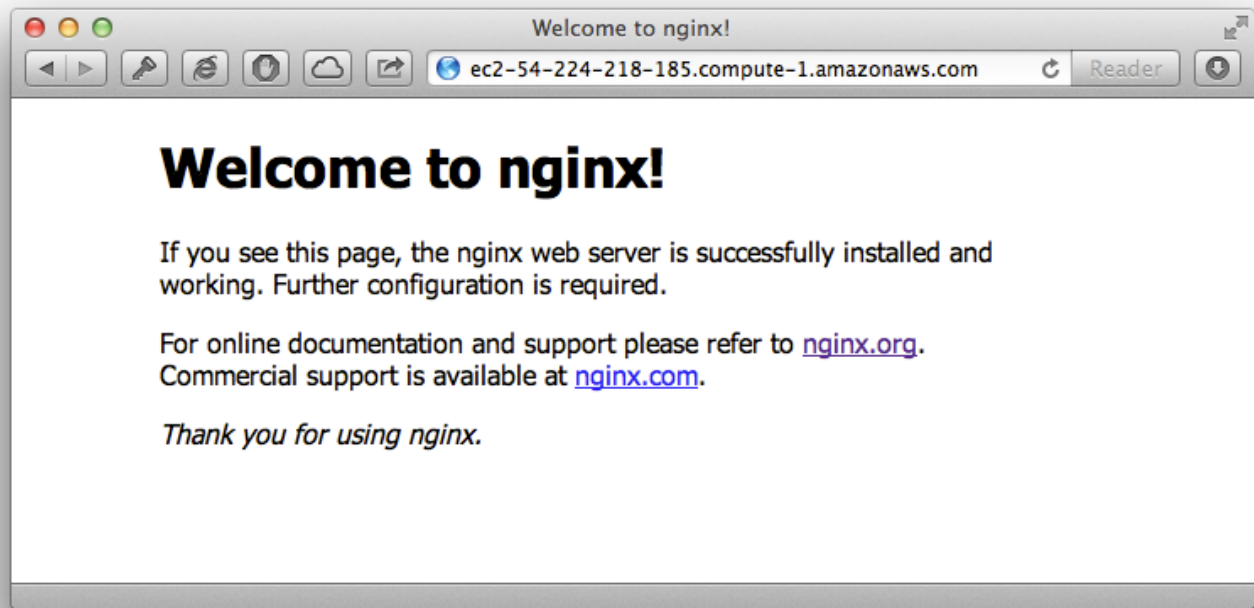 Welcome to nginx!
ec2-54-224-218-185.compute-1.amazonaws.com
Reader
Welcome to nginx!
If you see this page, the nginx web server is successfully installed and
working. Further configuration is required.
For online documentation and support please refer to nginx.org.
Commercial support is available at nginx.com.
Thank you for using nginx.